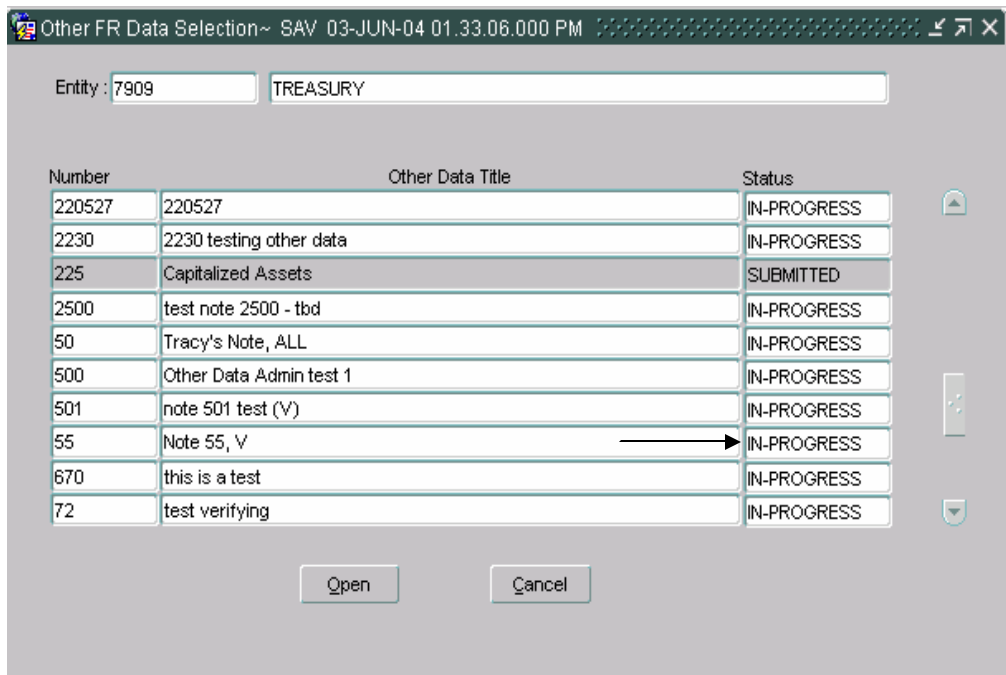 Other FR Data Selection~ SAV 03-JUN-04 01.33.06.000 PM
Entity : 7909 TREASURY
Number Other Data Title Status
220527 220527 IN-PROGRESS
2230 2230 testing other data IN-PROGRESS
225 Capitalized Assets SUBMITTED
2500 test note 2500 - tbd IN-PROGRESS
50 Tracy's Note, ALL IN-PROGRESS
500 Other Data Admin test 1 IN-PROGRESS
501 note 501 test (V) IN-PROGRESS
55 Note 55, V IN-PROGRESS
670 this is a test IN-PROGRESS
72 test verifying IN-PROGRESS
Open Cancel